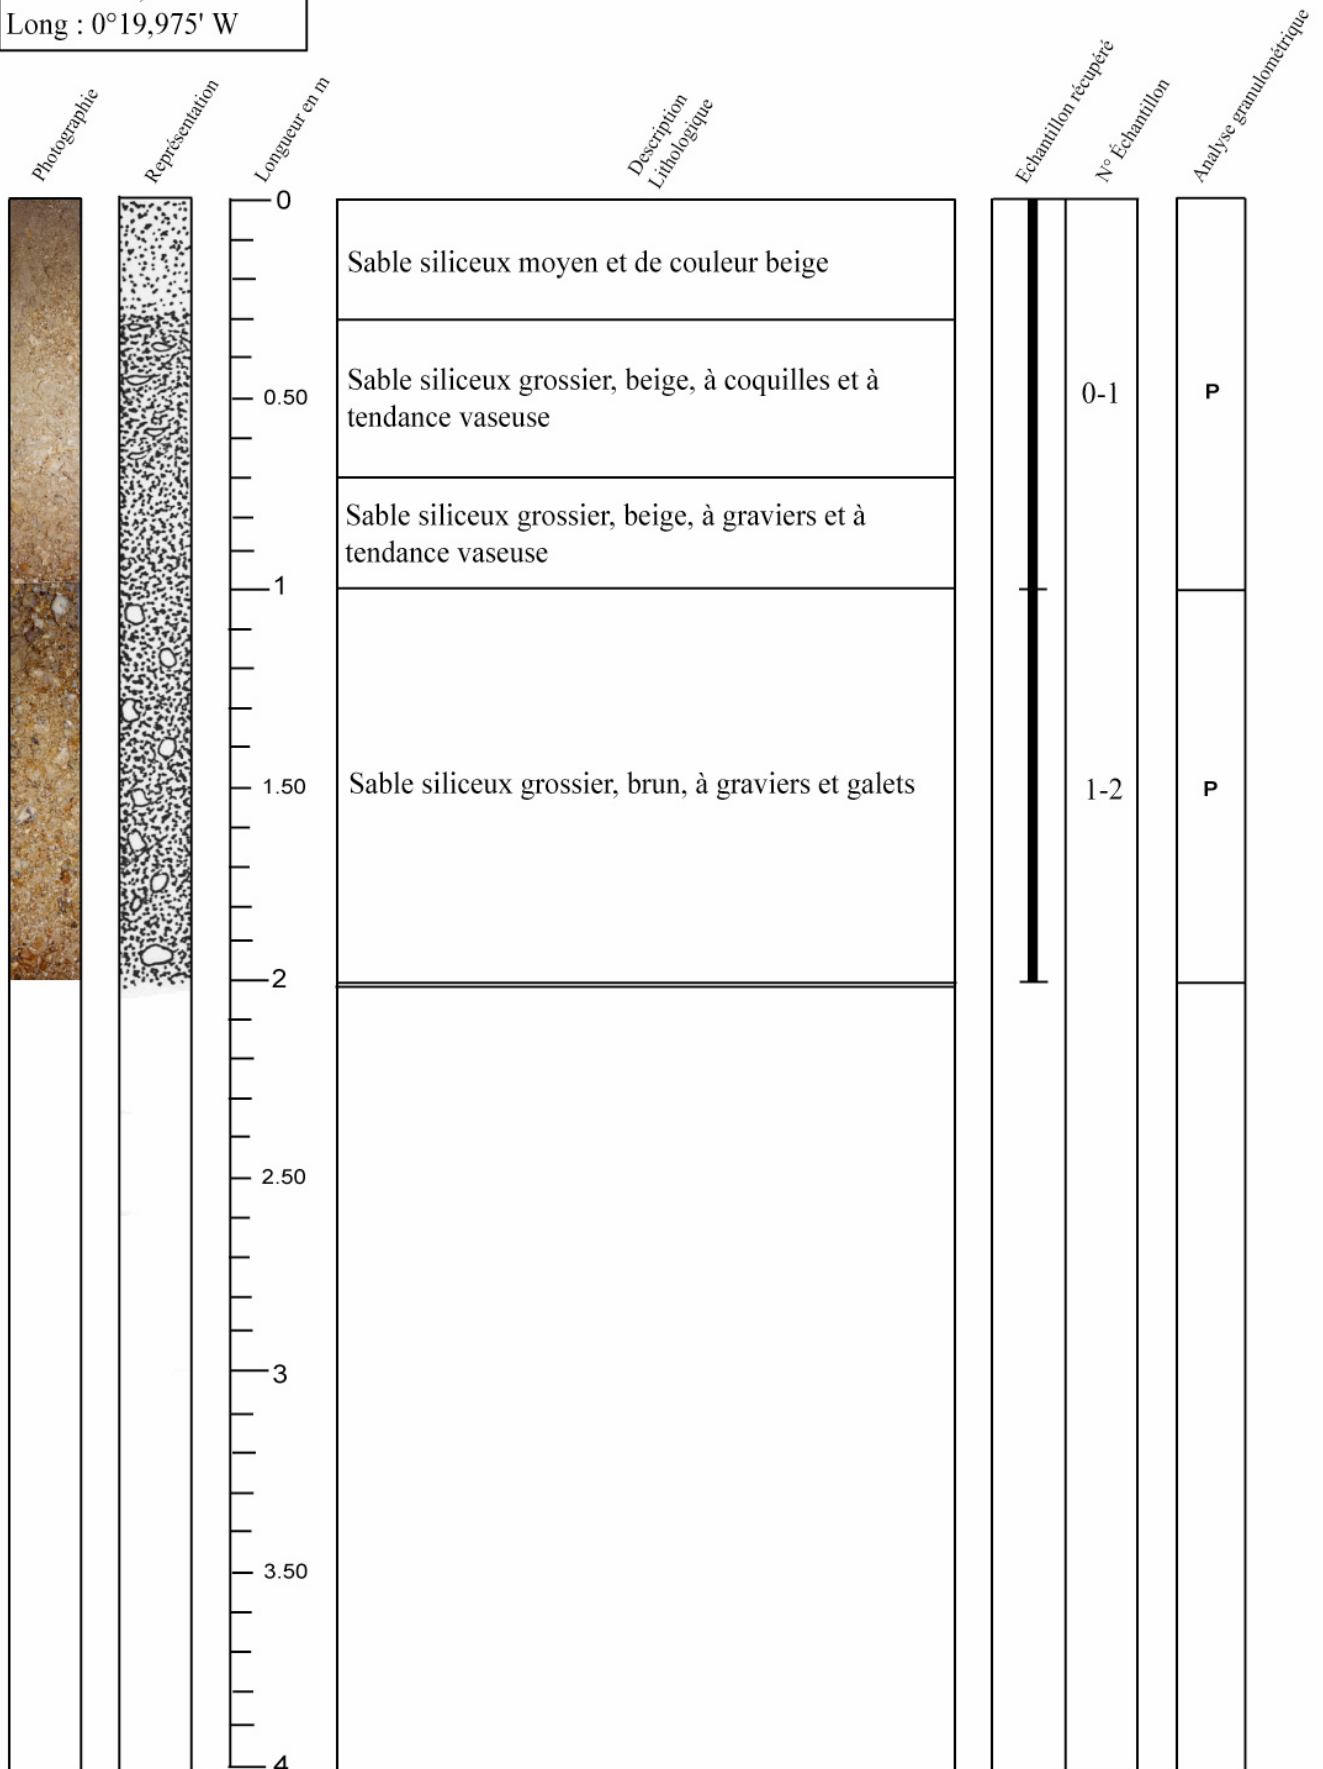 Long : 0°19,975' W
Photographie
Représentation
Longueur en m
Description
Lithologique
Echantillon récupéré
N° Échantillon
Analyse granulométrique
0
Sable siliceux moyen et de couleur beige
Sable siliceux grossier, beige, à coquilles et à
tendance vaseuse
0.50
0-1
P
Sable siliceux grossier, beige, à graviers et à
tendance vaseuse
1
1.50
Sable siliceux grossier, brun, à graviers et galets
1-2
P
2
2.50
3
3.50
4